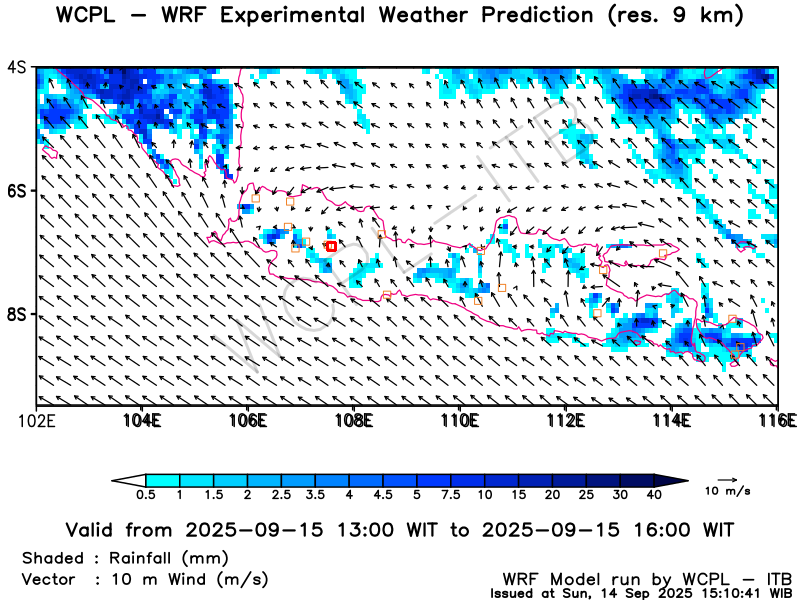 WCPL – WRF Experimental Weather Prediction (res. 9 km)
4S
6S
8S
102E 104E 106E 108E 110E 112E 114E 116E
WCPL–ITB
0.5 1 1.5 2 2.5 3.5 4 4.5 5 7.5 10 15 20 25 30 40
10 m/s
Valid from 2025-09-15 13:00 WIT to 2025-09-15 16:00 WIT
Shaded : Rainfall (mm)
Vector : 10 m Wind (m/s)
WRF Model run by WCPL – ITB
Issued at Sun, 14 Sep 2025 15:10:41 WIB